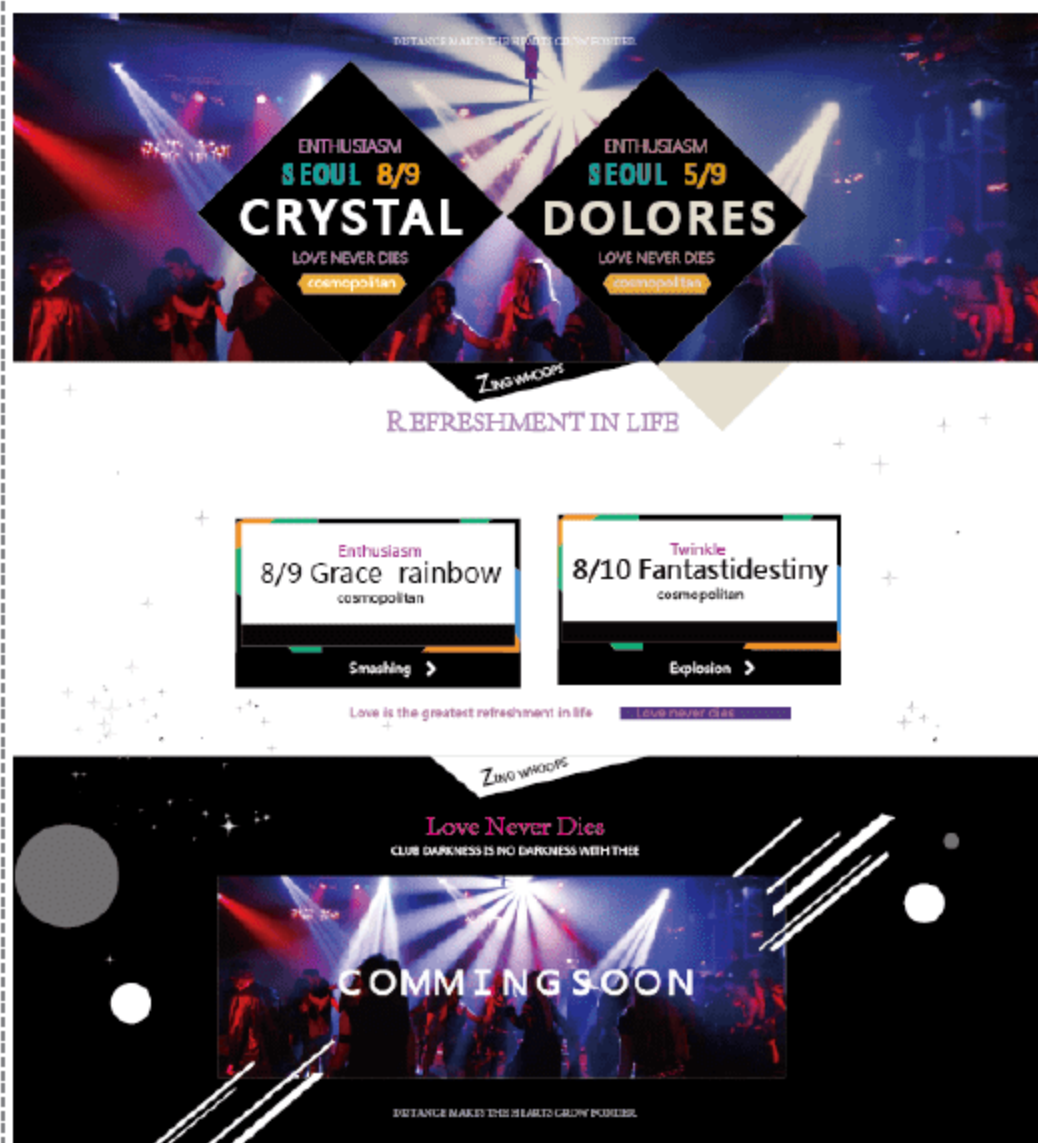 DISTANCE MAKES THE HEARTS GROW FONDER.
ENTHUSIASM
SEOUL 8/9
CRYSTAL
LOVE NEVER DIES
cosmopolitan
ENTHUSIASM
SEOUL 5/9
DOLORES
LOVE NEVER DIES
cosmopolitan
ZING WHOOPS
REFRESHMENT IN LIFE
Enthusiasm
8/9 Grace rainbow
cosmopolitan
Smashing
Twinkle
8/10 Fantastidestiny
cosmopolitan
Explosion
Love is the greatest refreshment in life
Love never dies
ZING WHOOPS
Love Never Dies
CLUB DARKNESS IS NO DARKNESS WITH THEE
COMMING SOON
DISTANCE MAKES THE HEARTS GROW FONDER.